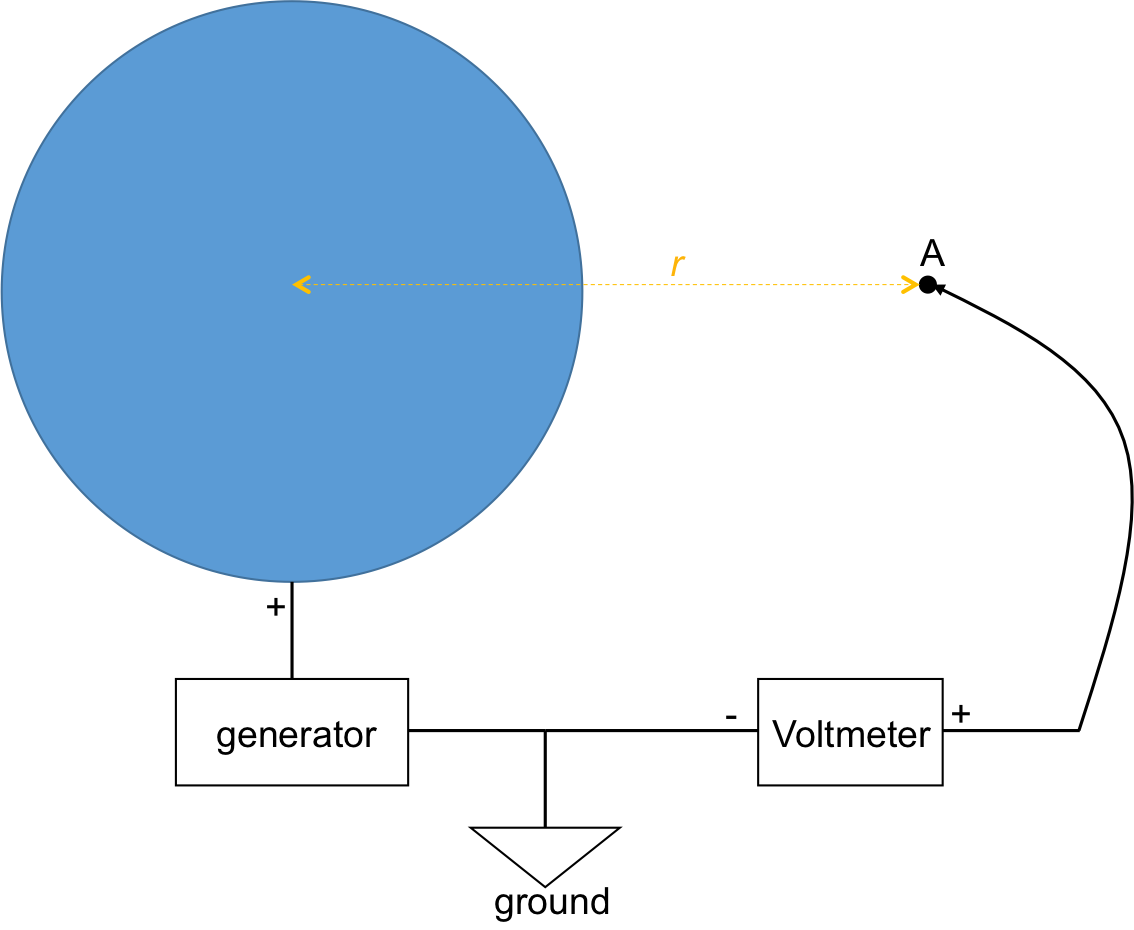 A
r
+
generator
-
Voltmeter
+
ground